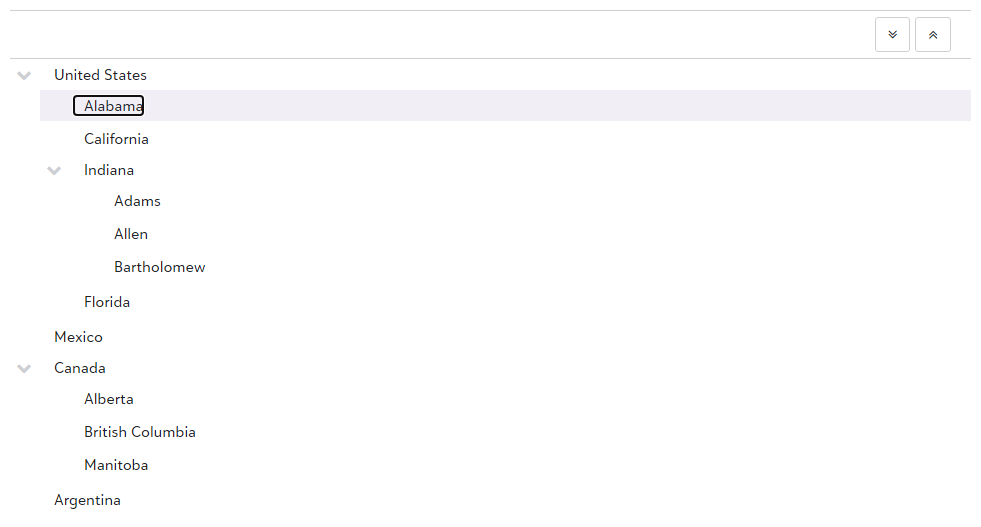 United States
Alabama
California
Indiana
Adams
Allen
Bartholomew
Florida
Mexico
Canada
Alberta
British Columbia
Manitoba
Argentina